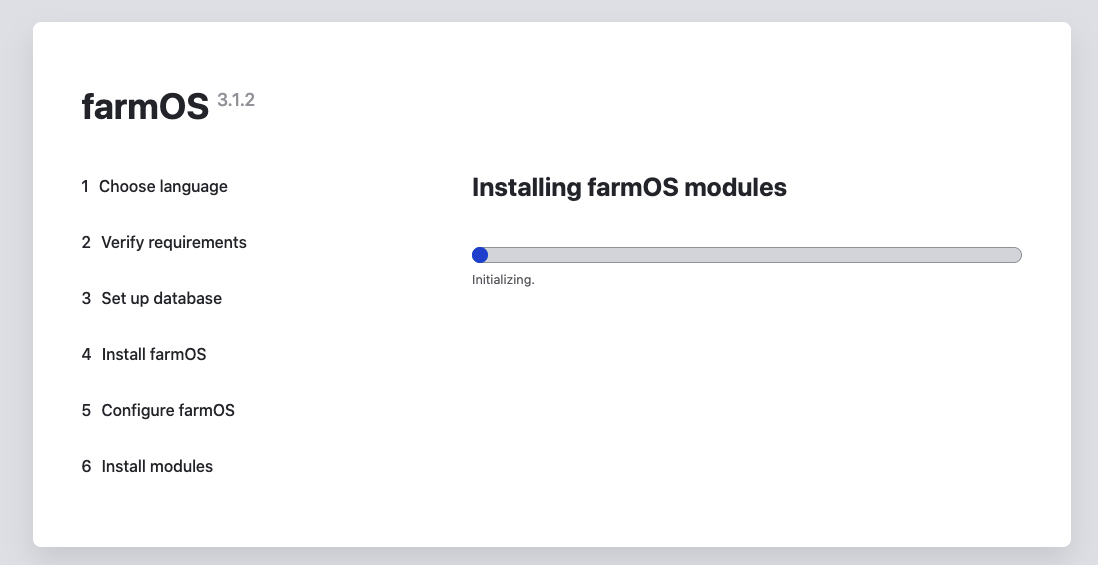 farmOS 3.1.2
1 Choose language
2 Verify requirements
3 Set up database
4 Install farmOS
5 Configure farmOS
6 Install modules
Installing farmOS modules
Initializing.